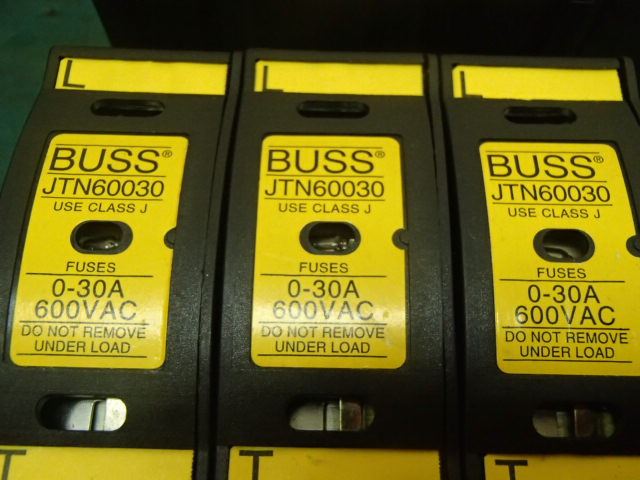 L
L
L
BUSS®
JTN60030
USE CLASS J
FUSES
0-30A
600VAC
DO NOT REMOVE
UNDER LOAD
BUSS®
JTN60030
USE CLASS J
FUSES
0-30A
600VAC
DO NOT REMOVE
UNDER LOAD
BUSS®
JTN60030
USE CLASS J
FUSES
0-30A
600VAC
DO NOT REMOVE
UNDER LOAD
T
T
T